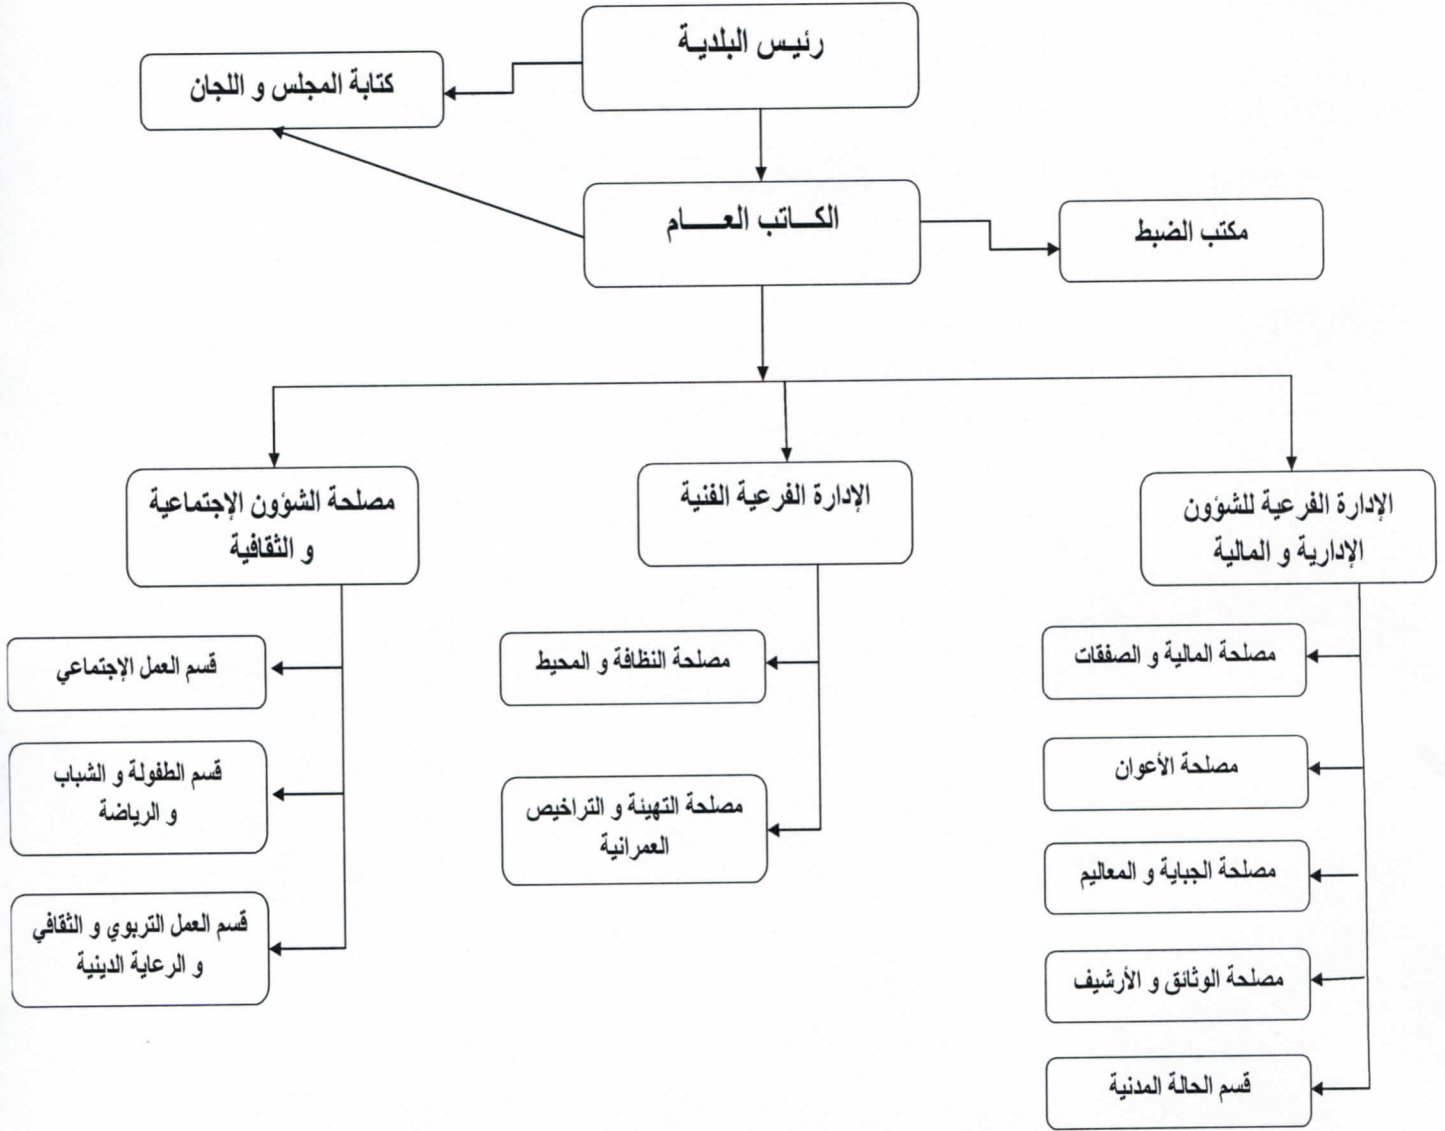 رئيس البلدية
كتابة المجلس و اللجان
الكـــاتب العـــــام
مكتب الضبط
الإدارة الفرعية للشؤون
الإدارية و المالية
الإدارة الفرعية الفنية
مصلحة الشؤون الإجتماعية
و الثقافية
مصلحة المالية و الصفقات
مصلحة الأعوان
مصلحة الجباية و المعاليم
مصلحة الوثائق و الأرشيف
قسم الحالة المدنية
مصلحة النظافة و المحيط
مصلحة التهيئة و التراخيص
العمرانية
قسم العمل الإجتماعي
قسم الطفولة و الشباب
و الرياضة
قسم العمل التربوي و الثقافي
و الرعاية الدينية